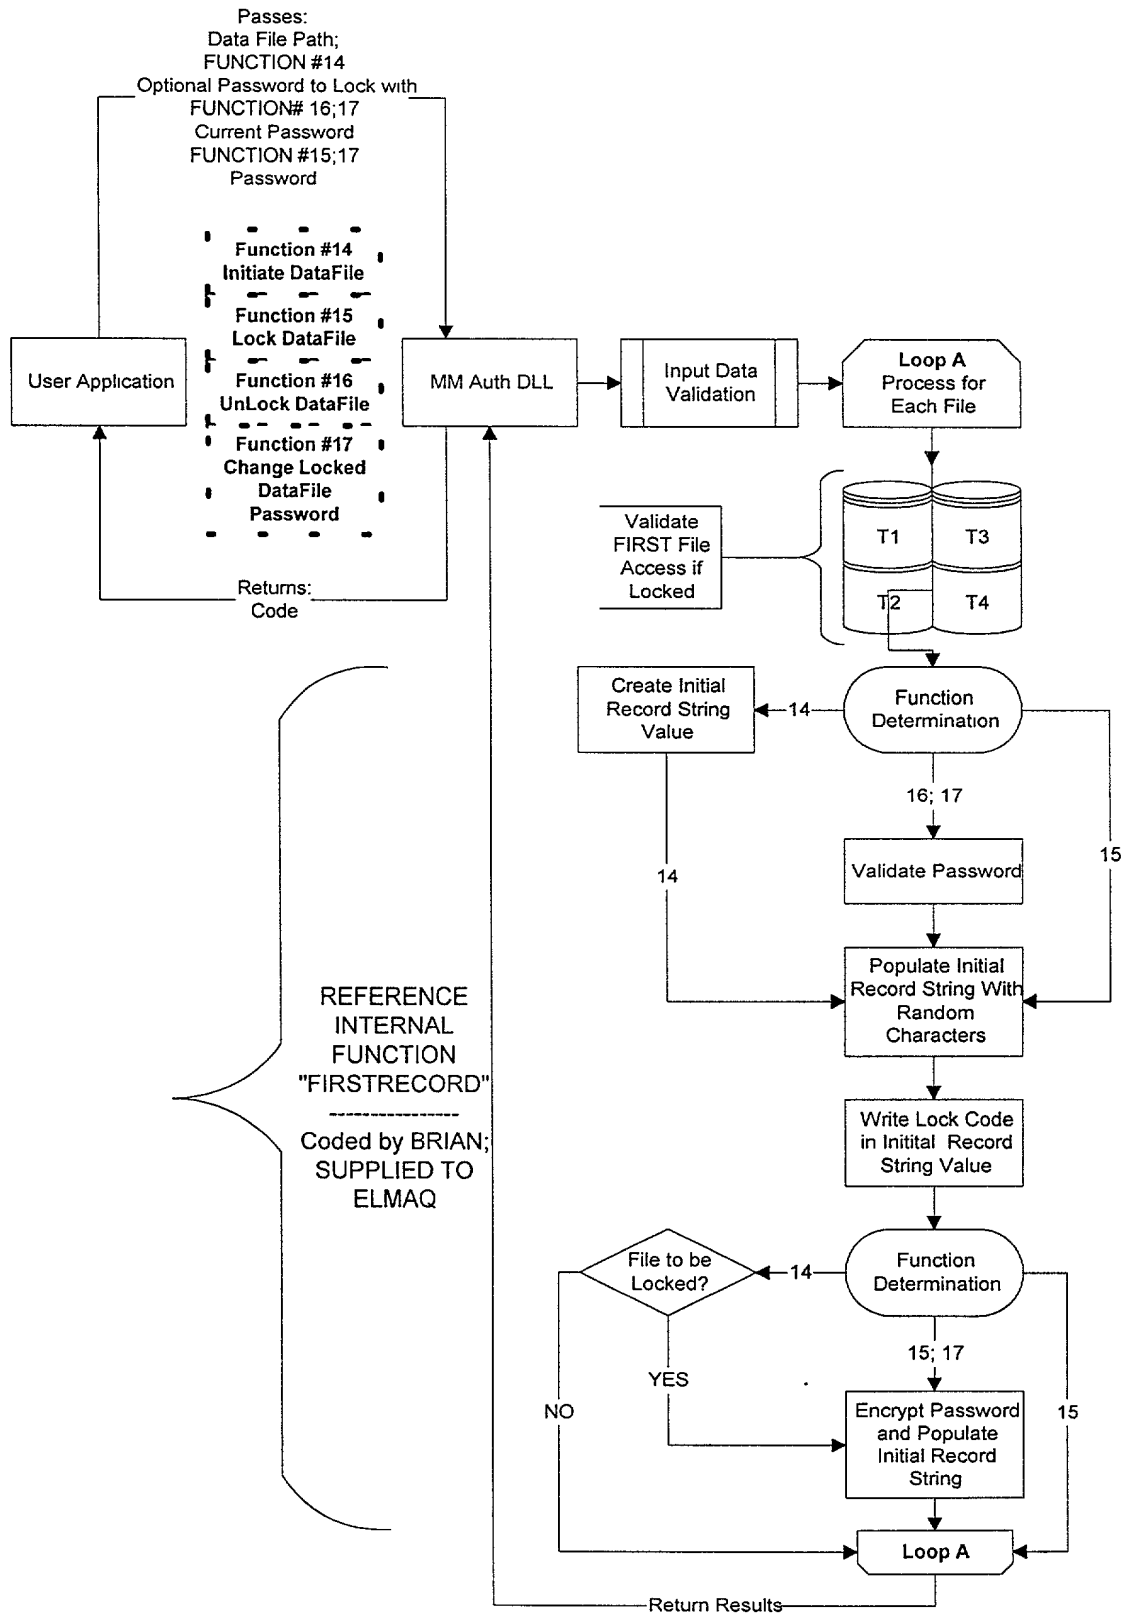 Passes:
Data File Path;
FUNCTION #14
Optional Password to Lock with
FUNCTION# 16;17
Current Password
FUNCTION #15;17
Password
Function #14
Initiate DataFile
Function #15
Lock DataFile
Function #16
UnLock DataFile
Function #17
Change Locked
DataFile
Password
User Application
MM Auth DLL
Input Data
Validation
Loop A
Process for
Each File
Returns:
Code
Validate
FIRST File
Access if
Locked
T1
T3
T2
T4
Create Initial
Record String
Value
14
Function
Determination
16; 17
15
14
Validate Password
Populate Initial
Record String With
Random
Characters
REFERENCE
INTERNAL
FUNCTION
"FIRSTRECORD"
----------------
Coded by BRIAN;
SUPPLIED TO
ELMAQ
Write Lock Code
in Initital Record
String Value
File to be
Locked?
14
Function
Determination
15; 17
YES
NO
15
Encrypt Password
and Populate
Initial Record
String
Loop A
Return Results